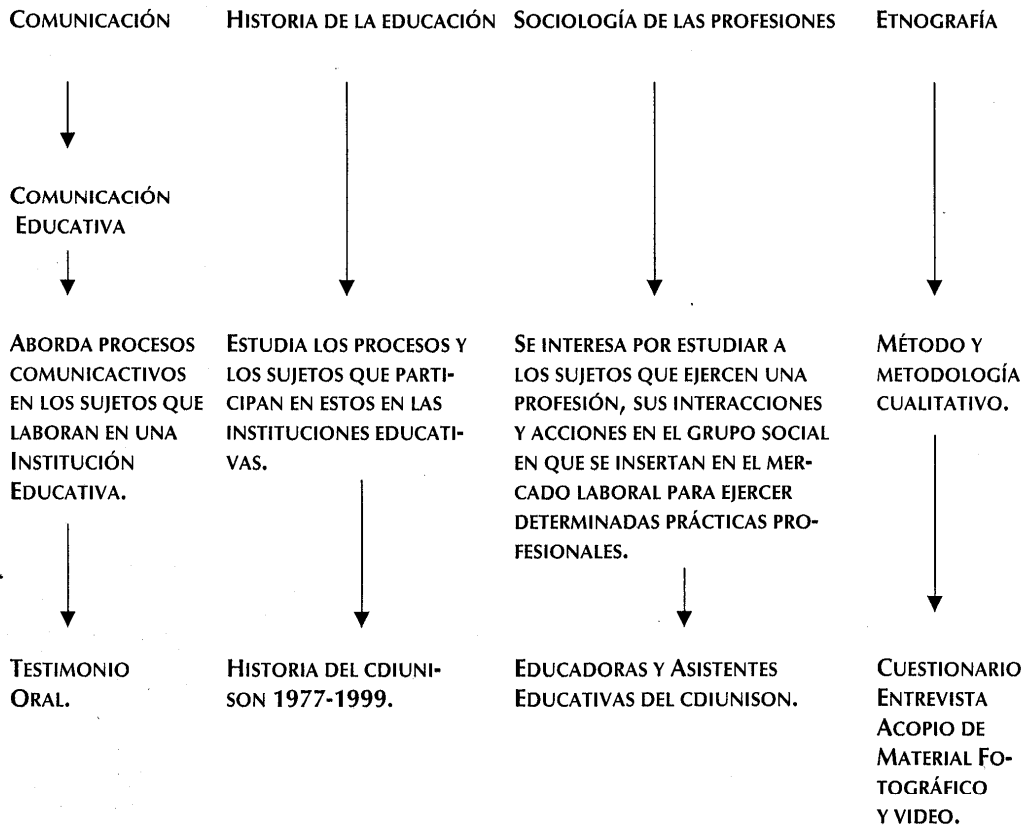 Comunicación
Historia de la educación
Sociología de las profesiones
Etnografía
Comunicación
Educativa
Aborda procesos
comunicactivos
en los sujetos que
laboran en una
Institución
Educativa.
Estudia los procesos y
los sujetos que parti-
cipan en estos en las
instituciones educati-
vas.
Se interesa por estudiar a
los sujetos que ejercen una
profesión, sus interacciones
y acciones en el grupo social
en que se insertan en el mer-
cado laboral para ejercer
determinadas prácticas pro-
fesionales.
Método y
metodología
cualitativo.
Testimonio
Oral.
Historia del cdiuni-
son 1977-1999.
Educadoras y Asistentes
Educativas del cdiunison.
Cuestionario
Entrevista
Acopio de
Material Fo-
tográfico
y video.